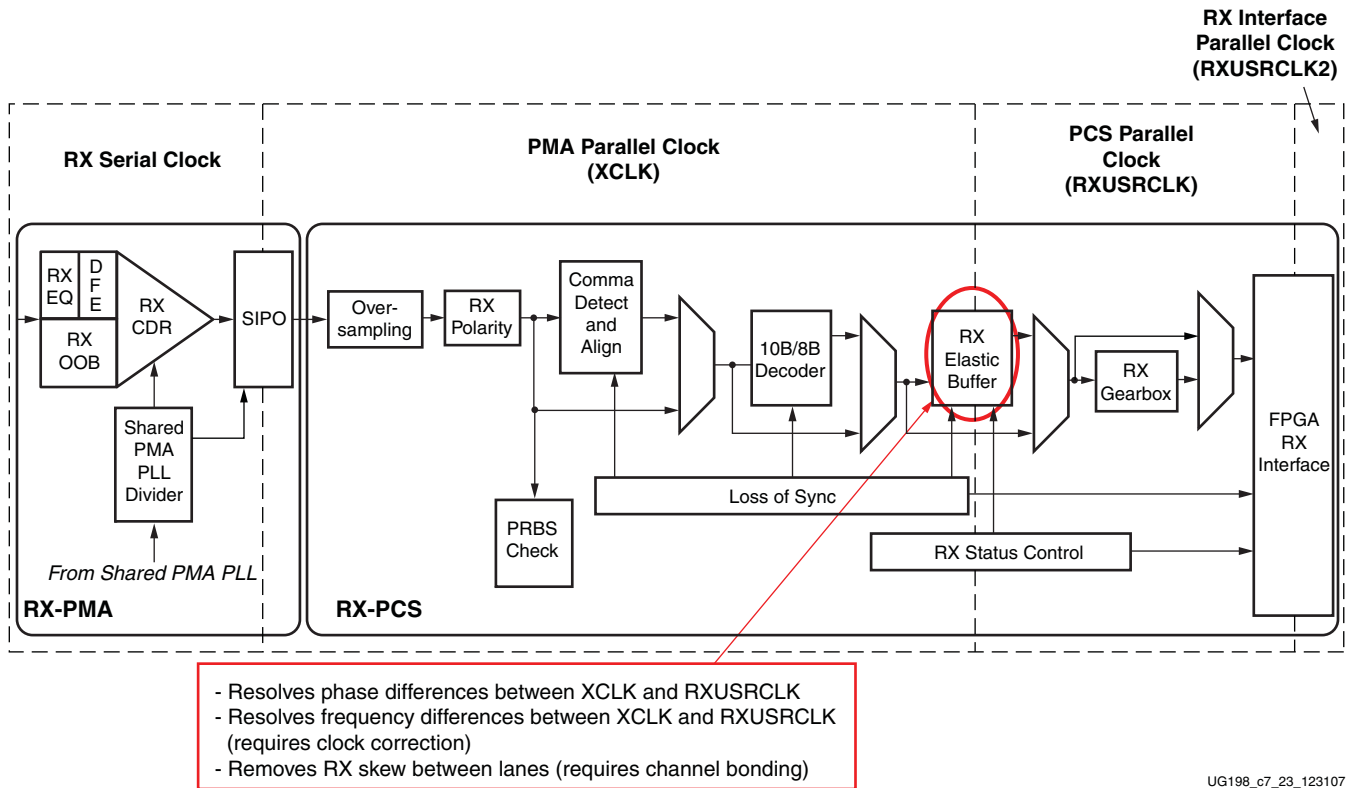 RX Interface
Parallel Clock
(RXUSRCLK2)
RX Serial Clock
PMA Parallel Clock
(XCLK)
PCS Parallel
Clock
(RXUSRCLK)
RX
EQ
D
F
E
RX
CDR
RX
OOB
SIPO
Shared
PMA
PLL
Divider
From Shared PMA PLL
RX-PMA
Over-
sampling
RX
Polarity
Comma
Detect
and
Align
10B/8B
Decoder
RX
Elastic
Buffer
RX
Gearbox
FPGA
RX
Interface
PRBS
Check
Loss of Sync
RX Status Control
RX-PCS
- Resolves phase differences between XCLK and RXUSRCLK
- Resolves frequency differences between XCLK and RXUSRCLK
(requires clock correction)
- Removes RX skew between lanes (requires channel bonding)
UG198_c7_23_123107